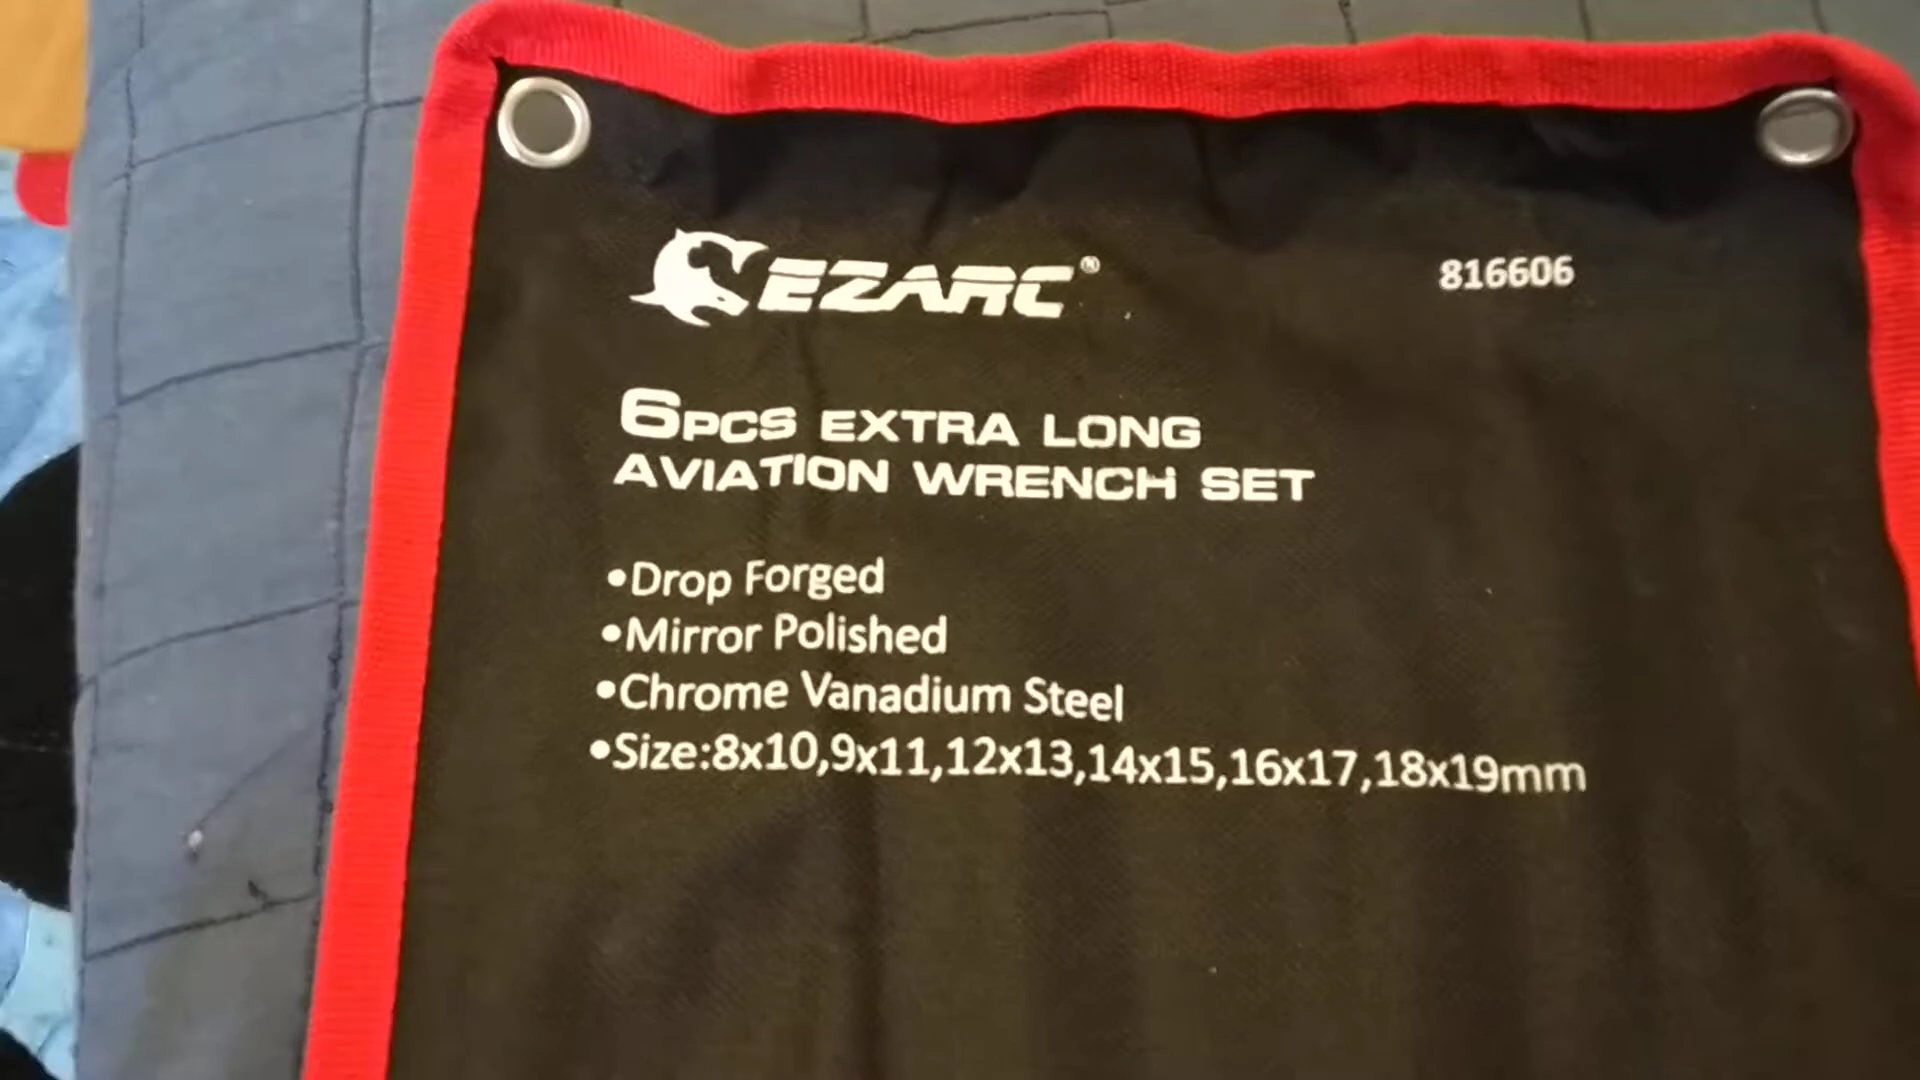 EZARC® 816606
6PCS EXTRA LONG
AVIATION WRENCH SET
•Drop Forged
•Mirror Polished
•Chrome Vanadium Steel
•Size:8x10,9x11,12x13,14x15,16x17,18x19mm